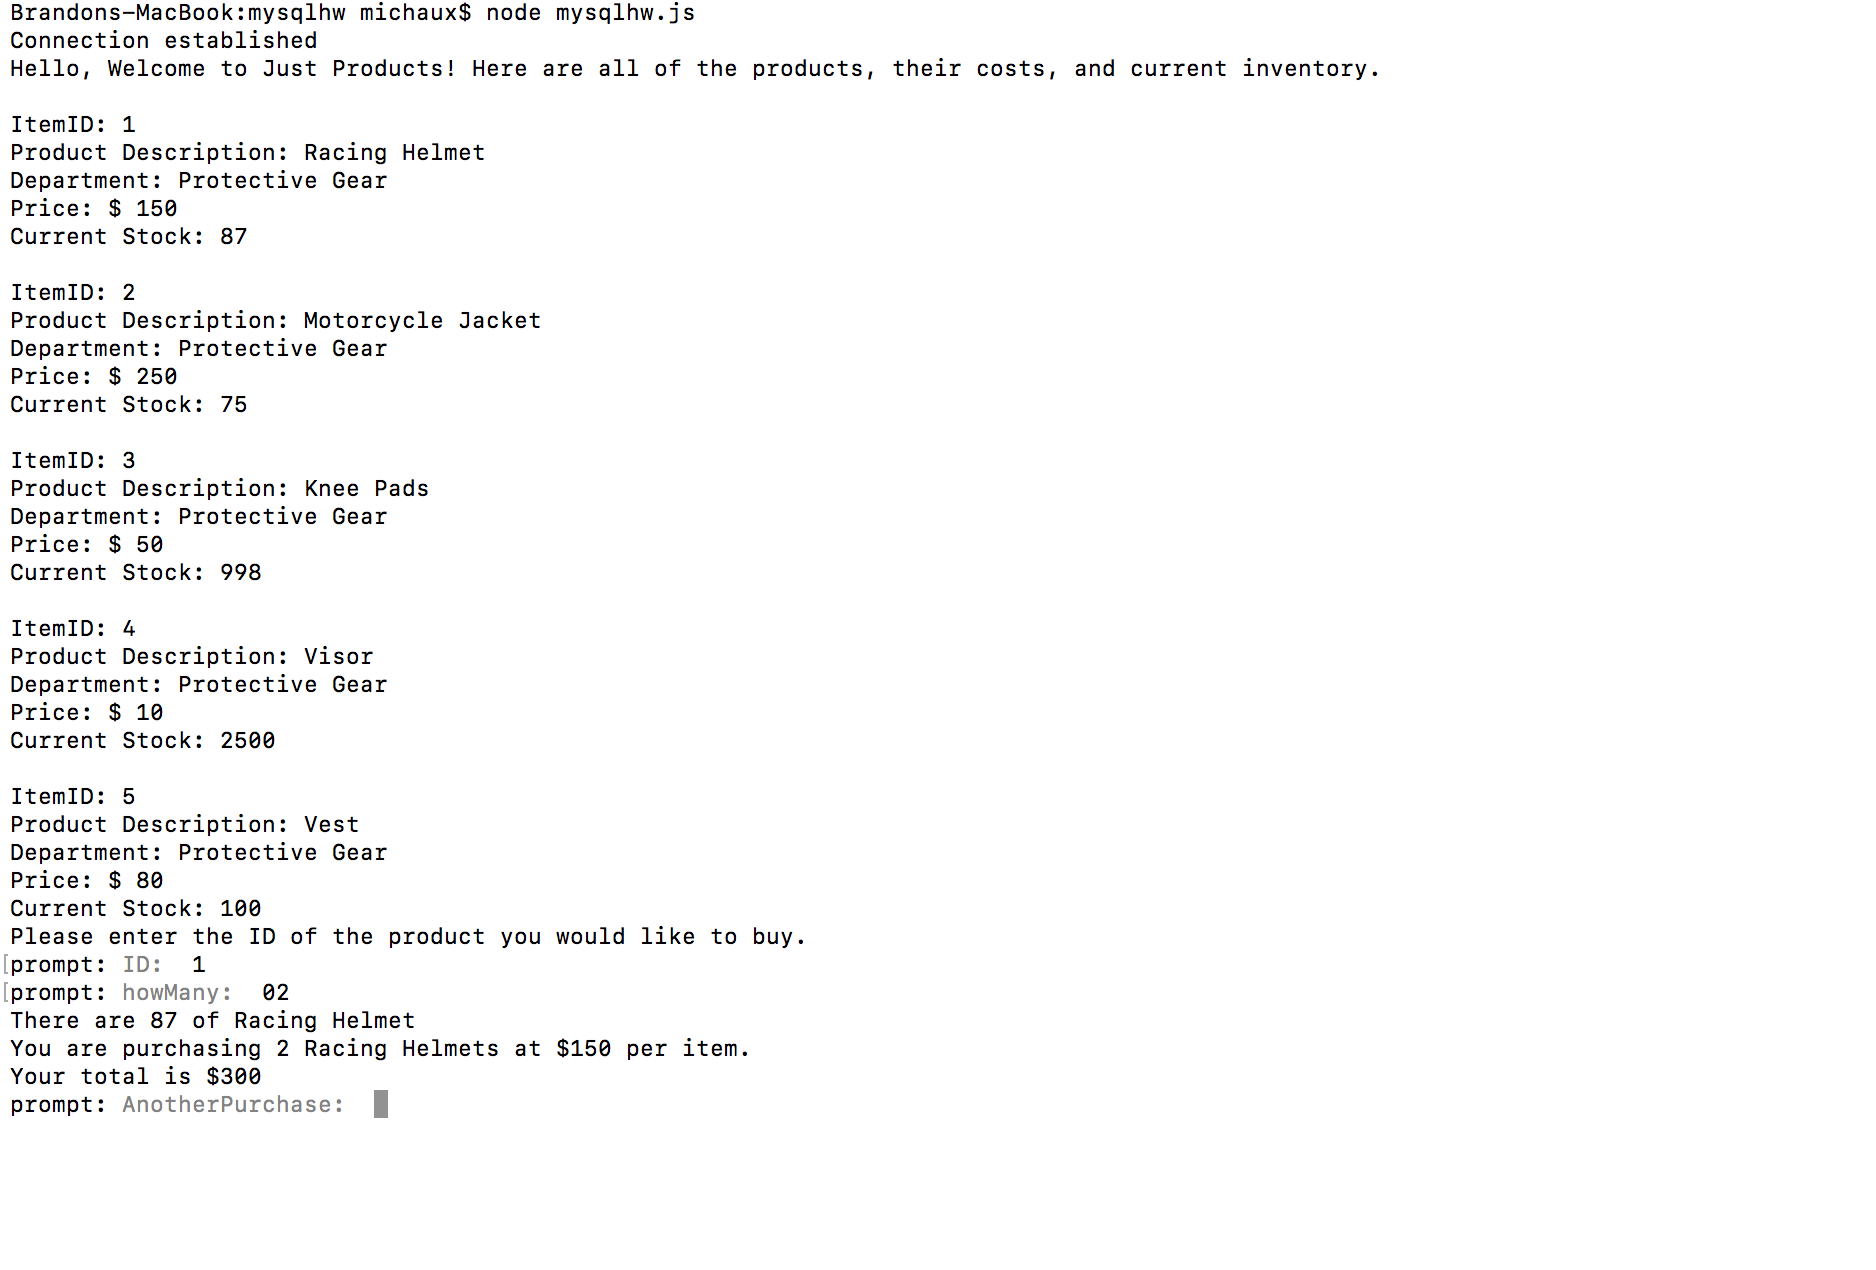 Brandons-MacBook:mysqlhw michaux$ node mysqlhw.js
Connection established
Hello, Welcome to Just Products! Here are all of the products, their costs, and current inventory.
ItemID: 1
Product Description: Racing Helmet
Department: Protective Gear
Price: $ 150
Current Stock: 87
ItemID: 2
Product Description: Motorcycle Jacket
Department: Protective Gear
Price: $ 250
Current Stock: 75
ItemID: 3
Product Description: Knee Pads
Department: Protective Gear
Price: $ 50
Current Stock: 998
ItemID: 4
Product Description: Visor
Department: Protective Gear
Price: $ 10
Current Stock: 2500
ItemID: 5
Product Description: Vest
Department: Protective Gear
Price: $ 80
Current Stock: 100
Please enter the ID of the product you would like to buy.
[prompt: ID:  1
[prompt: howMany:  02
There are 87 of Racing Helmet
You are purchasing 2 Racing Helmets at $150 per item.
Your total is $300
prompt: AnotherPurchase: